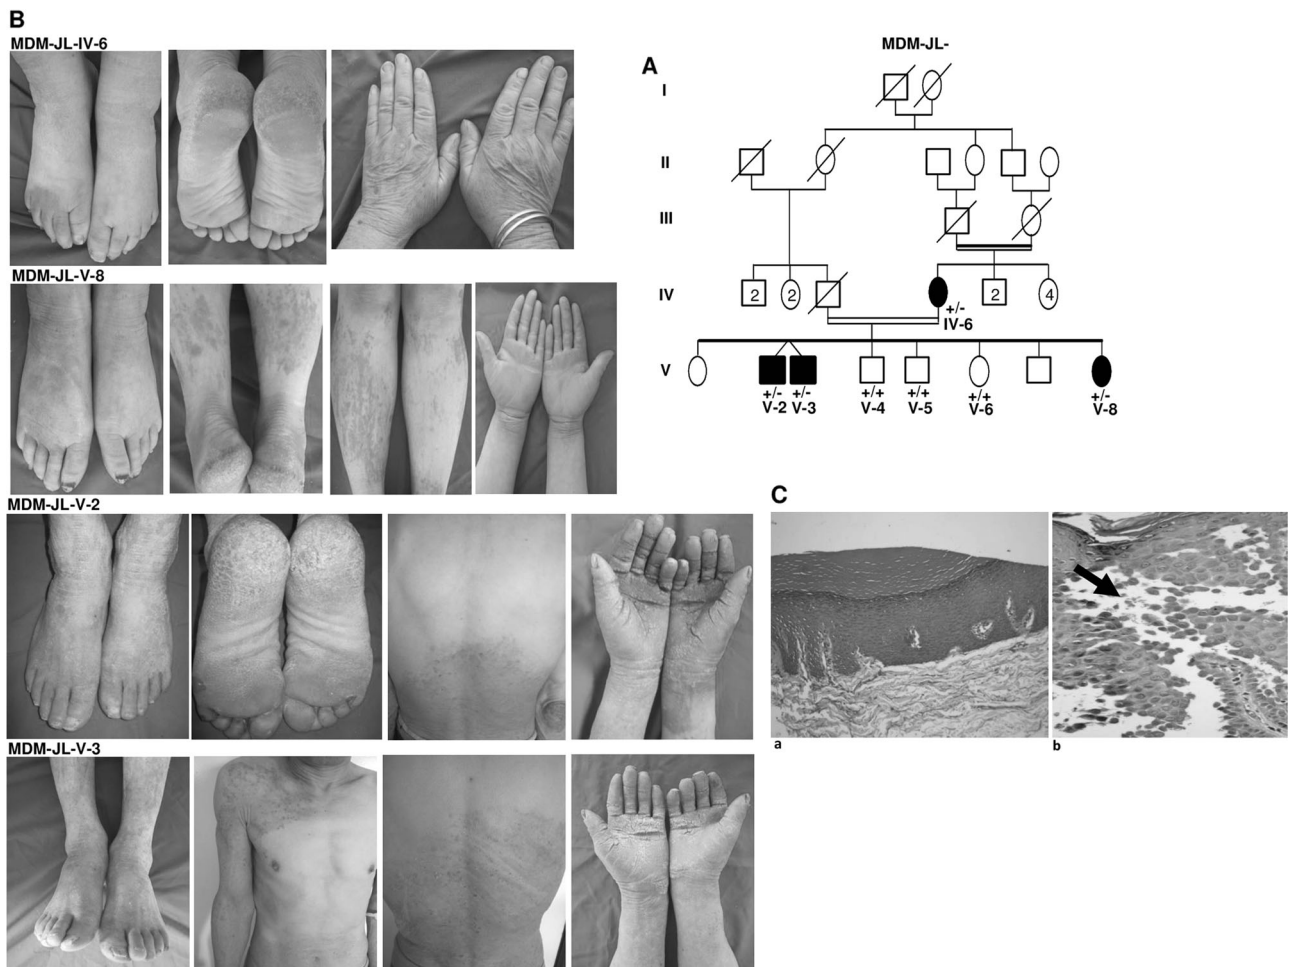 B
MDM-JL-IV-6
MDM-JL-V-8
MDM-JL-V-2
MDM-JL-V-3
A
MDM-JL-
I
II
III
IV
2
2
2
4
+/-
IV-6
V
+/- +/- +/+ +/+ +/+ +/-
V-2 V-3 V-4 V-5 V-6 V-8
C
a
b